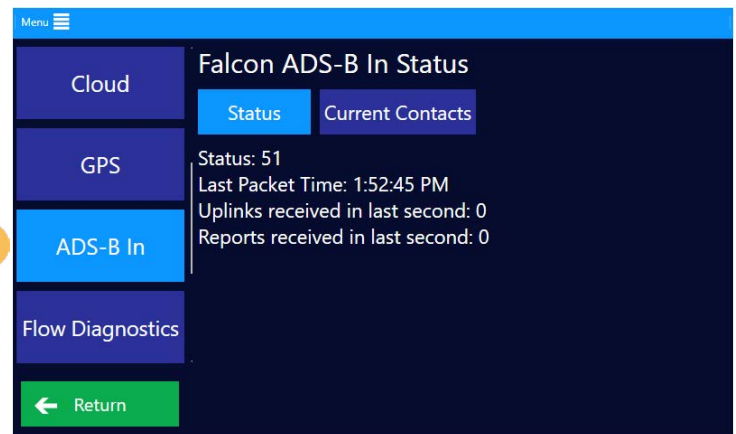 Menu
Cloud
GPS
ADS-B In
Flow Diagnostics
Return
Falcon ADS-B In Status
Status
Current Contacts
Status: 51
Last Packet Time: 1:52:45 PM
Uplinks received in last second: 0
Reports received in last second: 0